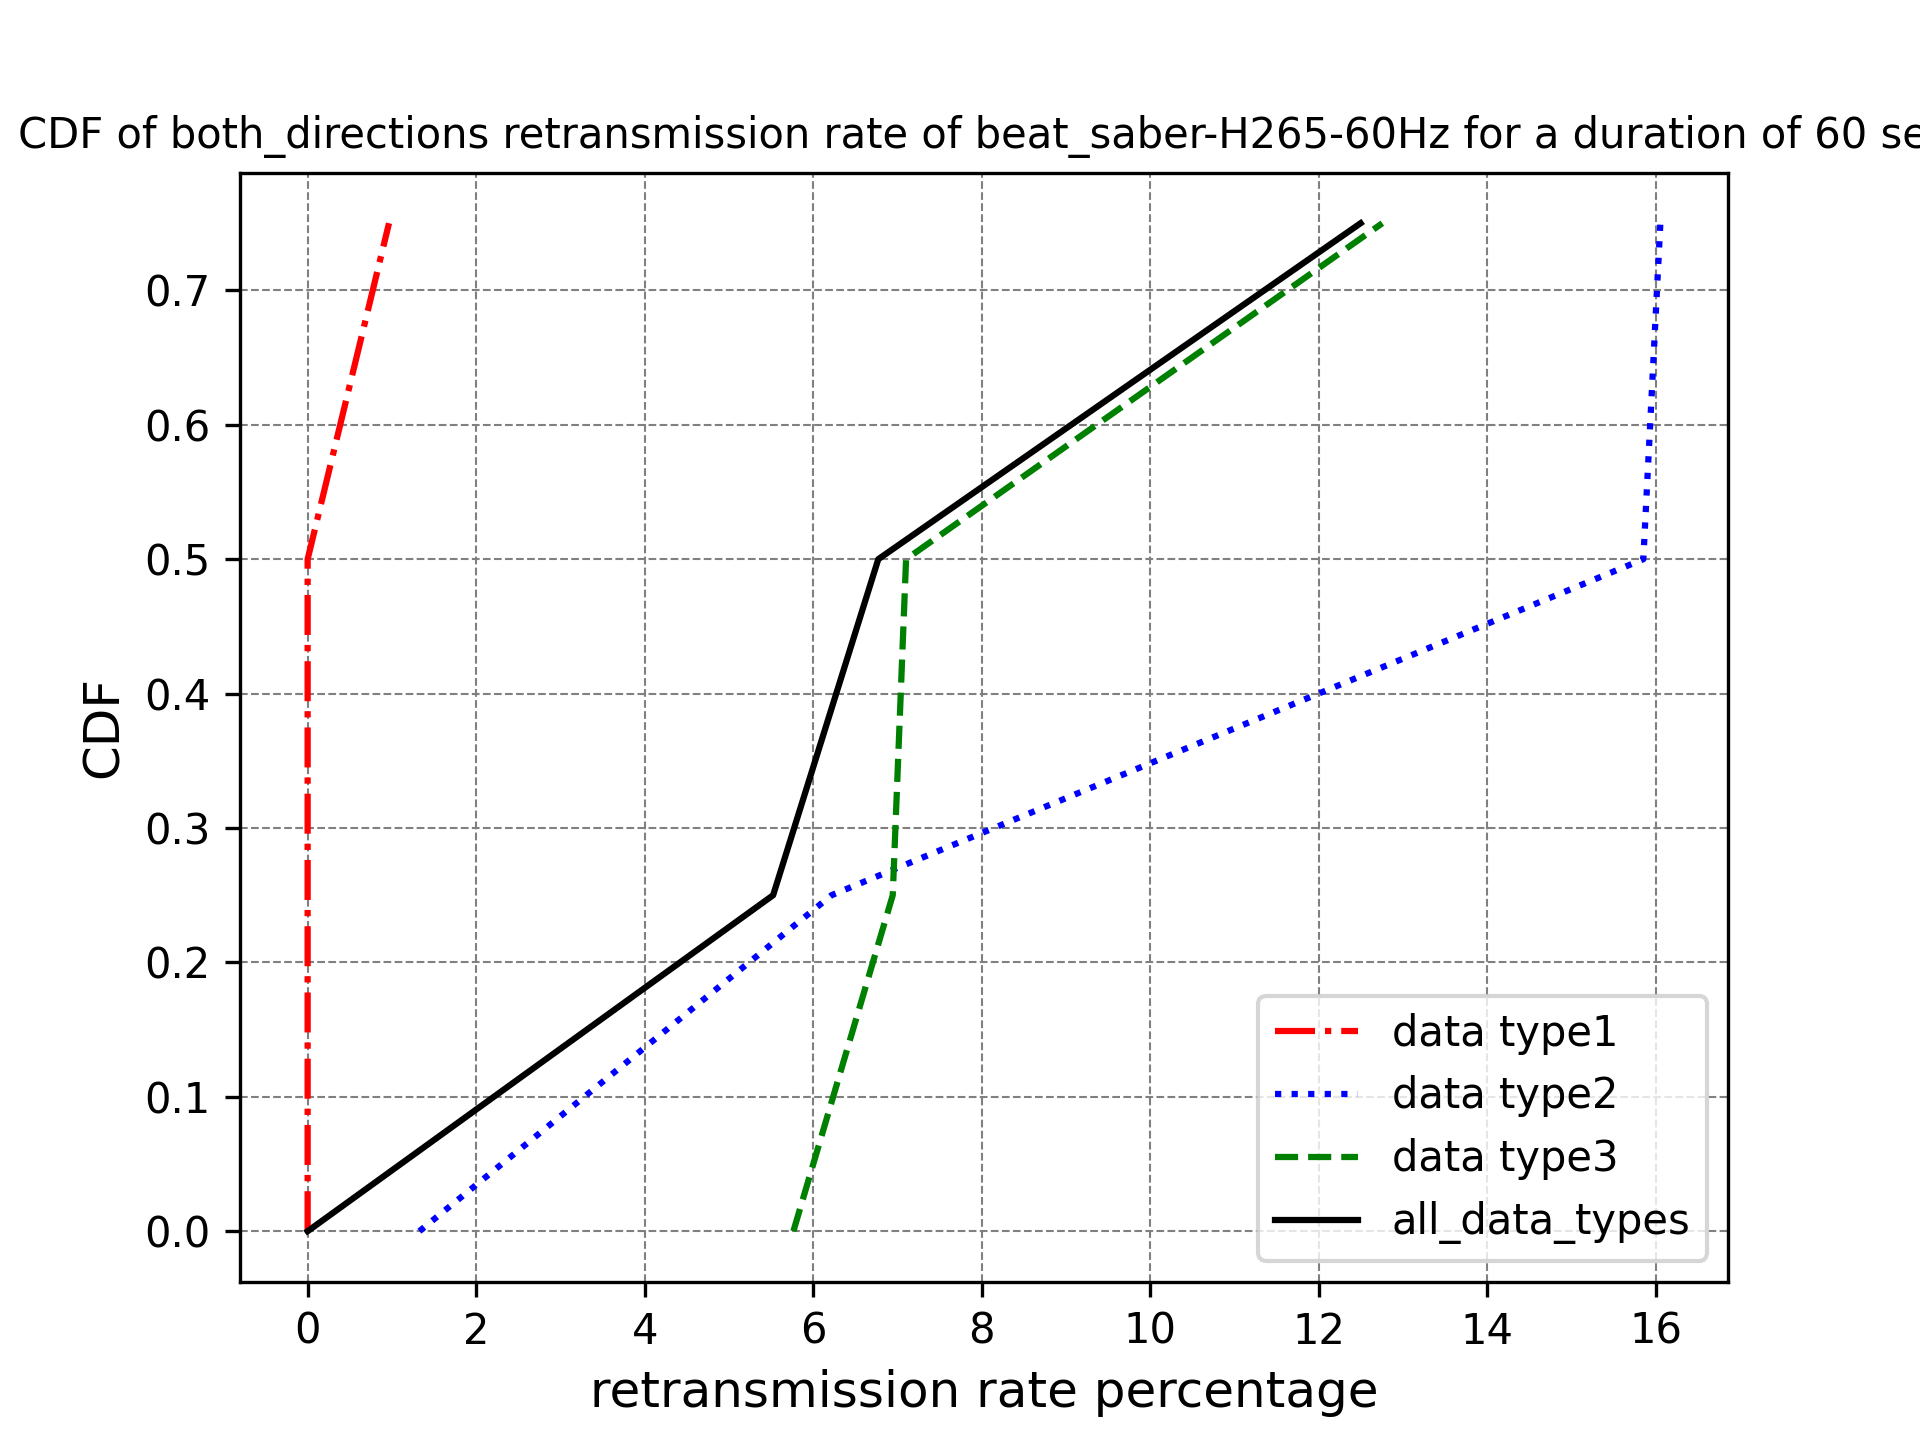 CDF of both_directions retransmission rate of beat_saber-H265-60Hz for a duration of 60 se
0.7
0.6
0.5
0.4
0.3
0.2
0.1
0.0
CDF
data type1
data type2
data type3
all_data_types
0 2 4 6 8 10 12 14 16
retransmission rate percentage